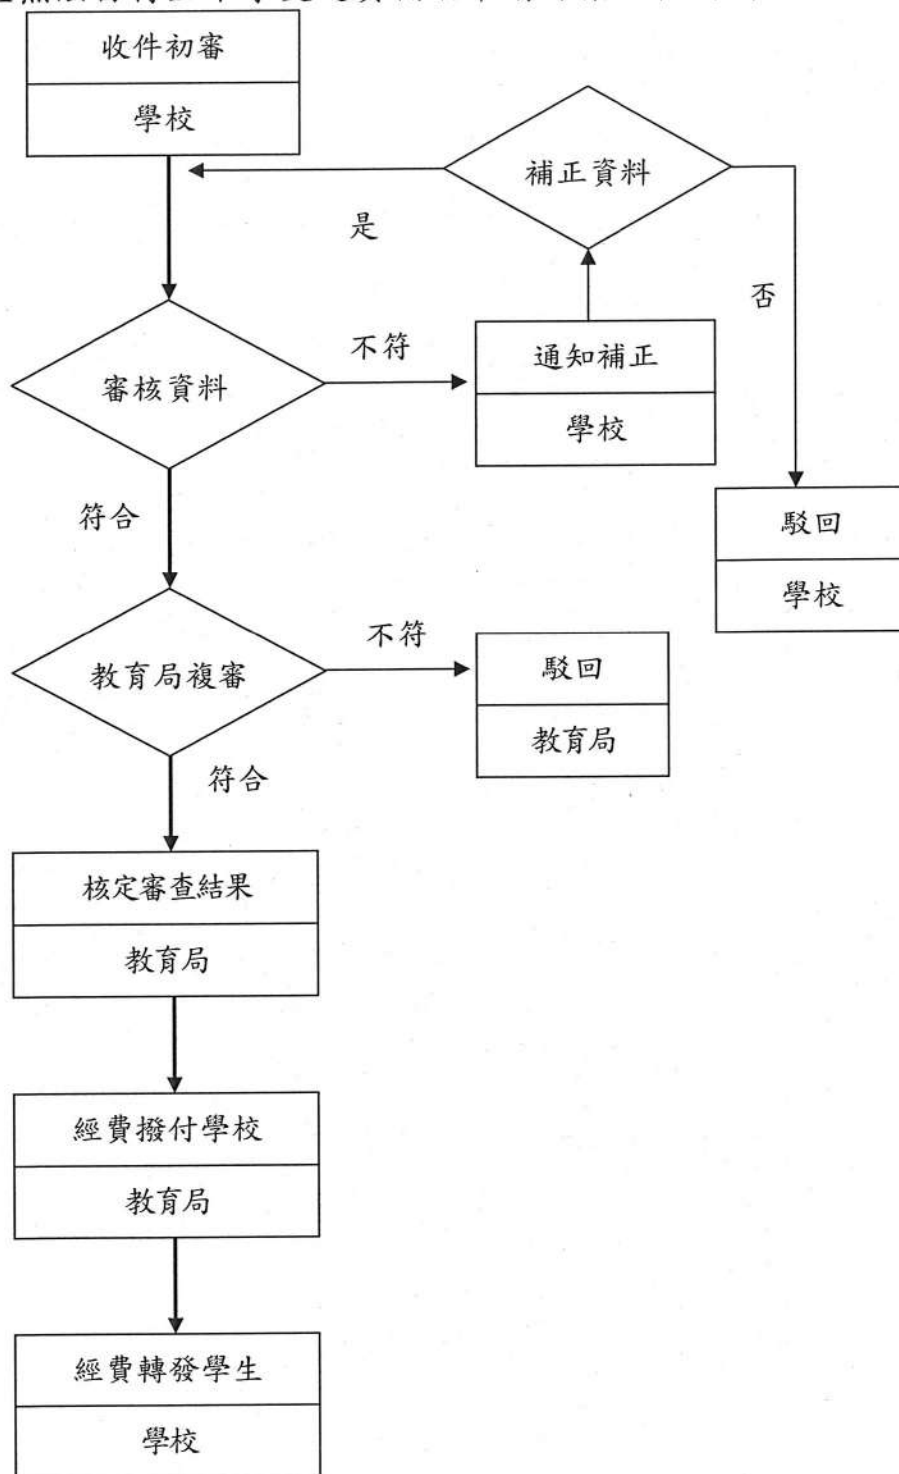 收件初審
學校
補正資料
是
否
審核資料
不符
通知補正
學校
符合
駁回
學校
教育局複審
不符
駁回
教育局
符合
核定審查結果
教育局
經費撥付學校
教育局
經費轉發學生
學校